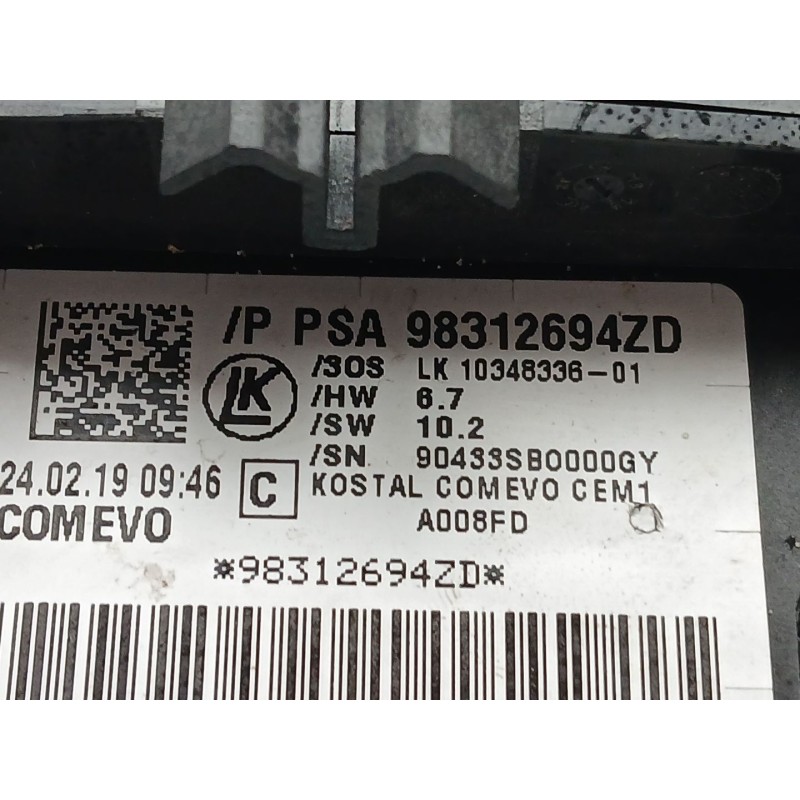 /P PSA 98312694ZD
LK
/SOS LK 10348336-01
/HW 6.7
/SW 10.2
/SN 90433SB0000GY
24.02.19 09:46 C KOSTAL COMEVO CEM1
COMEVO A008FD
*98312694ZD*